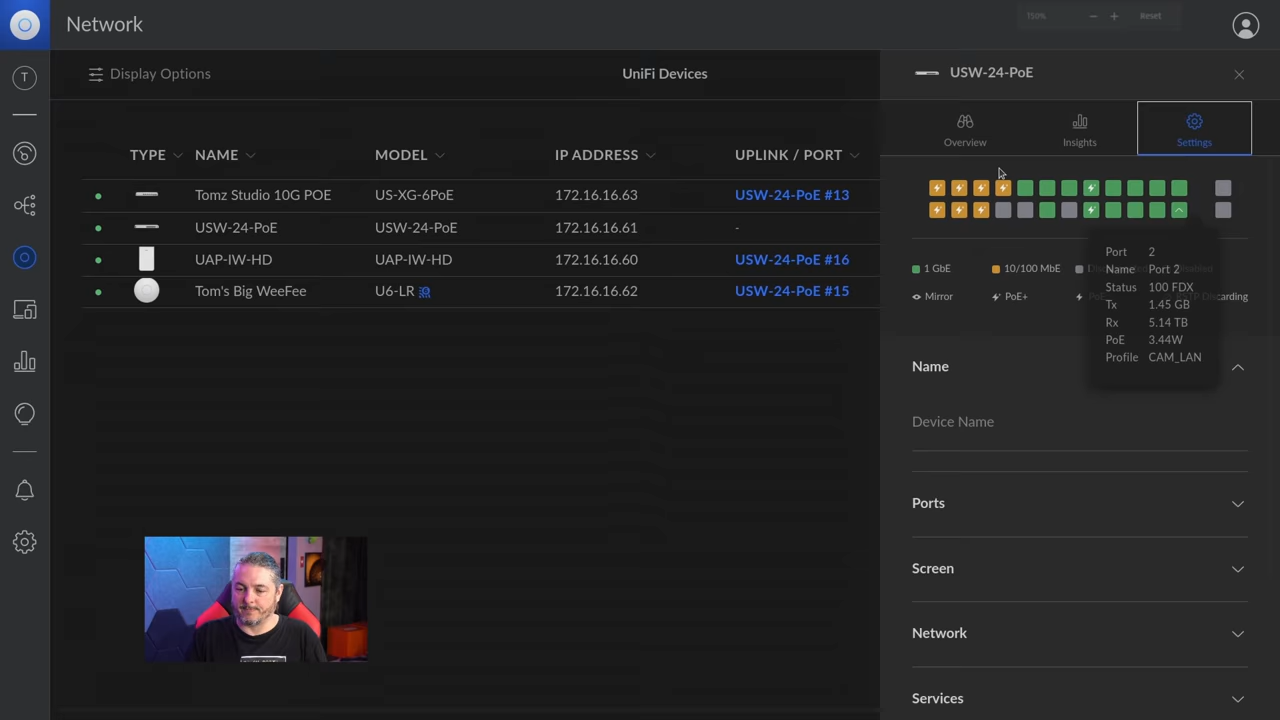 Network
150%
Reset
T
Display Options
UniFi Devices
USW-24-PoE
Overview
Insights
Settings
TYPE NAME MODEL IP ADDRESS UPLINK / PORT
Tomz Studio 10G POE US-XG-6PoE 172.16.16.63 USW-24-PoE #13
USW-24-PoE USW-24-PoE 172.16.16.61 -
UAP-IW-HD UAP-IW-HD 172.16.16.60 USW-24-PoE #16
Tom's Big WeeFee U6-LR 172.16.16.62 USW-24-PoE #15
1 GbE 10/100 MbE
Mirror PoE+ Discarding
Port 2
Name Port 2
Status 100 FDX
Tx 1.45 GB
Rx 5.14 TB
PoE 3.44W
Profile CAM_LAN
Name
Device Name
Ports
Screen
Network
Services